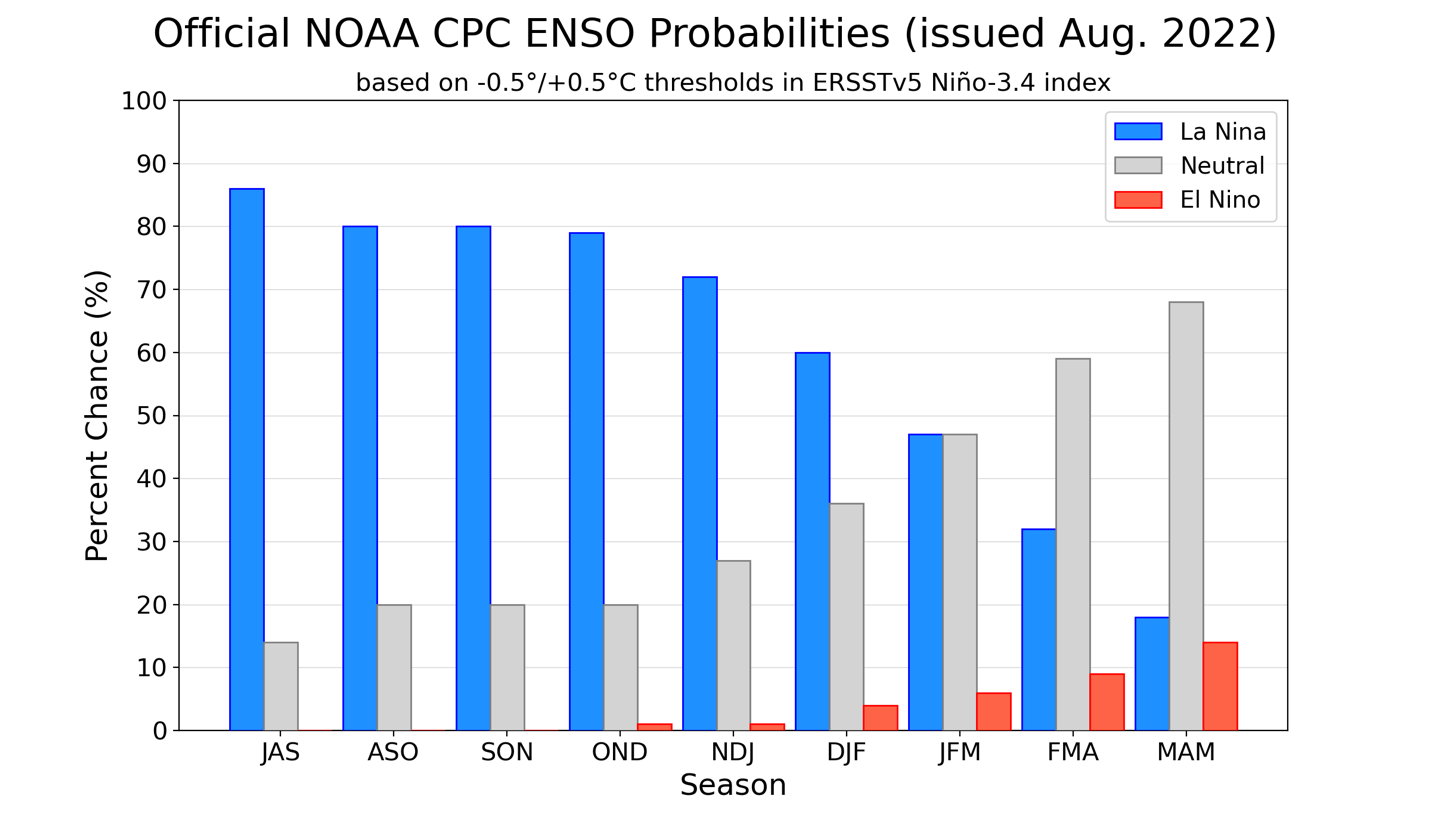 Official NOAA CPC ENSO Probabilities (issued Aug. 2022)
based on -0.5°/+0.5°C thresholds in ERSSTv5 Niño-3.4 index
La Nina
Neutral
El Nino
Percent Chance (%)
100
90
80
70
60
50
40
30
20
10
0
JAS ASO SON OND NDJ DJF JFM FMA MAM
Season